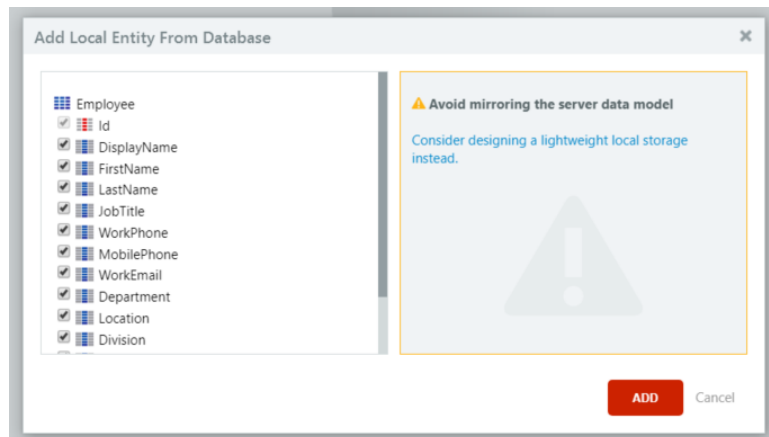 Add Local Entity From Database
Employee
Id
DisplayName
FirstName
LastName
JobTitle
WorkPhone
MobilePhone
WorkEmail
Department
Location
Division
Avoid mirroring the server data model
Consider designing a lightweight local storage
instead.
ADD
Cancel